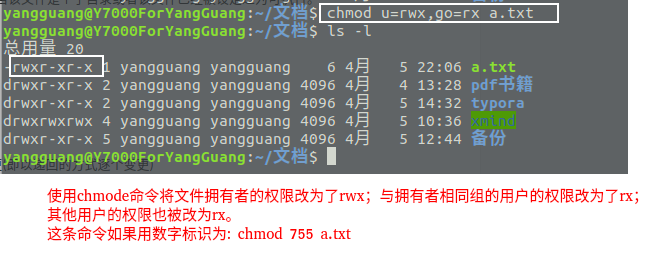 yangguang@Y7000ForYangGuang:~/文档$ chmod u=rwx,go=rx a.txt
yangguang@Y7000ForYangGuang:~/文档$ ls -l
总用量 20
-rwxr-xr-x 1 yangguang yangguang    6 4月   5 22:06 a.txt
drwxr-xr-x 2 yangguang yangguang 4096 4月   4 13:28 pdf书籍
drwxr-xr-x 2 yangguang yangguang 4096 4月   5 14:32 typora
drwxrwxrwx 4 yangguang yangguang 4096 4月   5 10:36 xmind
drwxr-xr-x 5 yangguang yangguang 4096 4月   5 12:44 备份
yangguang@Y7000ForYangGuang:~/文档$
使用chmode命令将文件拥有者的权限改为了rwx；与拥有者相同组的用户的权限改为了rx；
其他用户的权限也被改为rx。
这条命令如果用数字标识为: chmod 755 a.txt